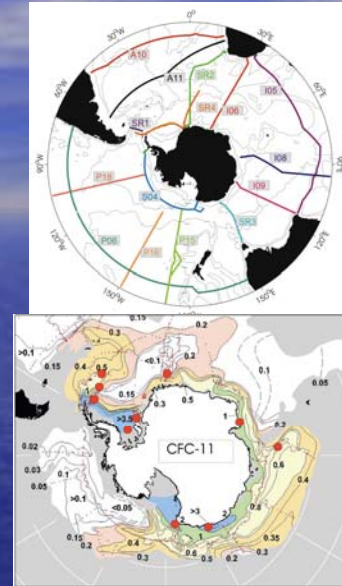 0°
30°W
30°E
60°W
60°E
90°W
90°E
120°W
120°E
150°W
150°E
A10
A11
SR2
I05
SR4
I06
SR1
I08
P18
S04
I09
P06
P16
P15
SR3
0.15
0.2
0.3
>0.1
0.4
0.5
<0.1
0.1
0.15
0.3
0.5
1
0.2
0.05
>3.5
0.02
0.03
0.05
0.1
CFC-11
0.6
>0.1
<0.05
>3
2
2
1
0.35
0.15
0.2
0.3
0.4
0.6
0.5
0.4
0.3